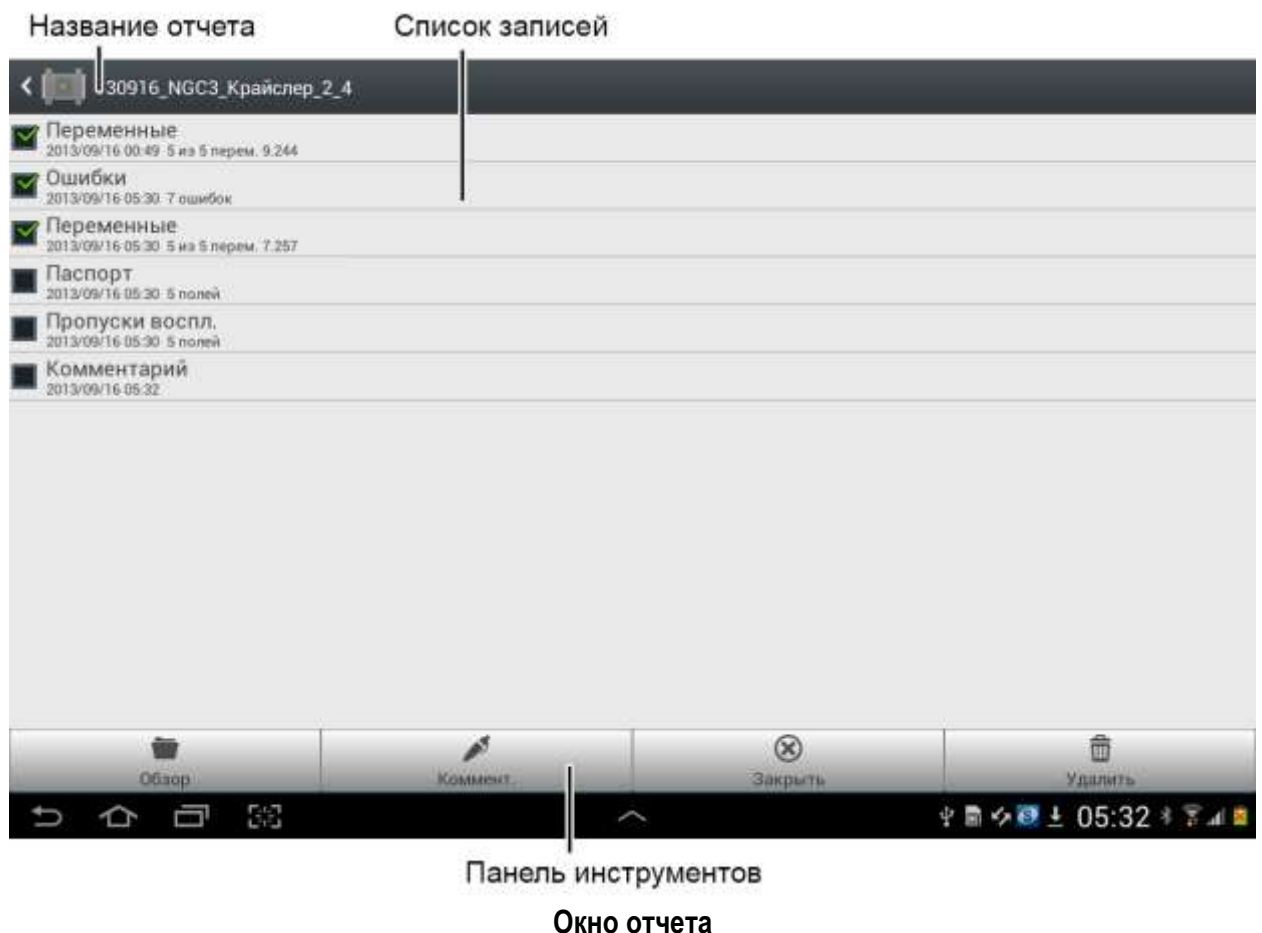 Название отчета
Список записей
30916_NGC3_Крайслер_2_4
Переменные
2013/09/16 00:49 5 из 5 перем. 9.244
Ошибки
2013/09/16 05:30 7 ошибок
Переменные
2013/09/16 05:30 5 из 5 перем. 7.257
Паспорт
2013/09/16 05:30 5 полей
Пропуски воспл.
2013/09/16 05:30 5 полей
Комментарий
2013/09/16 05:32
Обзор
Коммент.
Закрыть
Удалить
05:32
Панель инструментов
Окно отчета